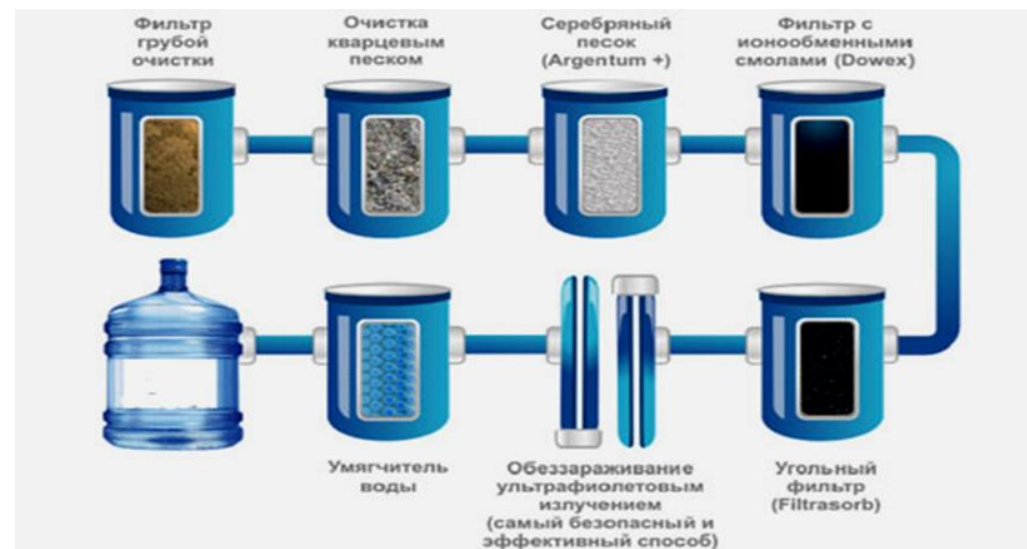 Фильтр
грубой
очистки
Очистка
кварцевым
песком
Серебряный
песок
(Argentum +)
Фильтр с
ионообменными
смолами (Dowex)
Умягчитель
воды
Обеззараживание
ультрафиолетовым
излучением
(самый безопасный и
эффективный способ)
Угольный
фильтр
(Filtrasorb)